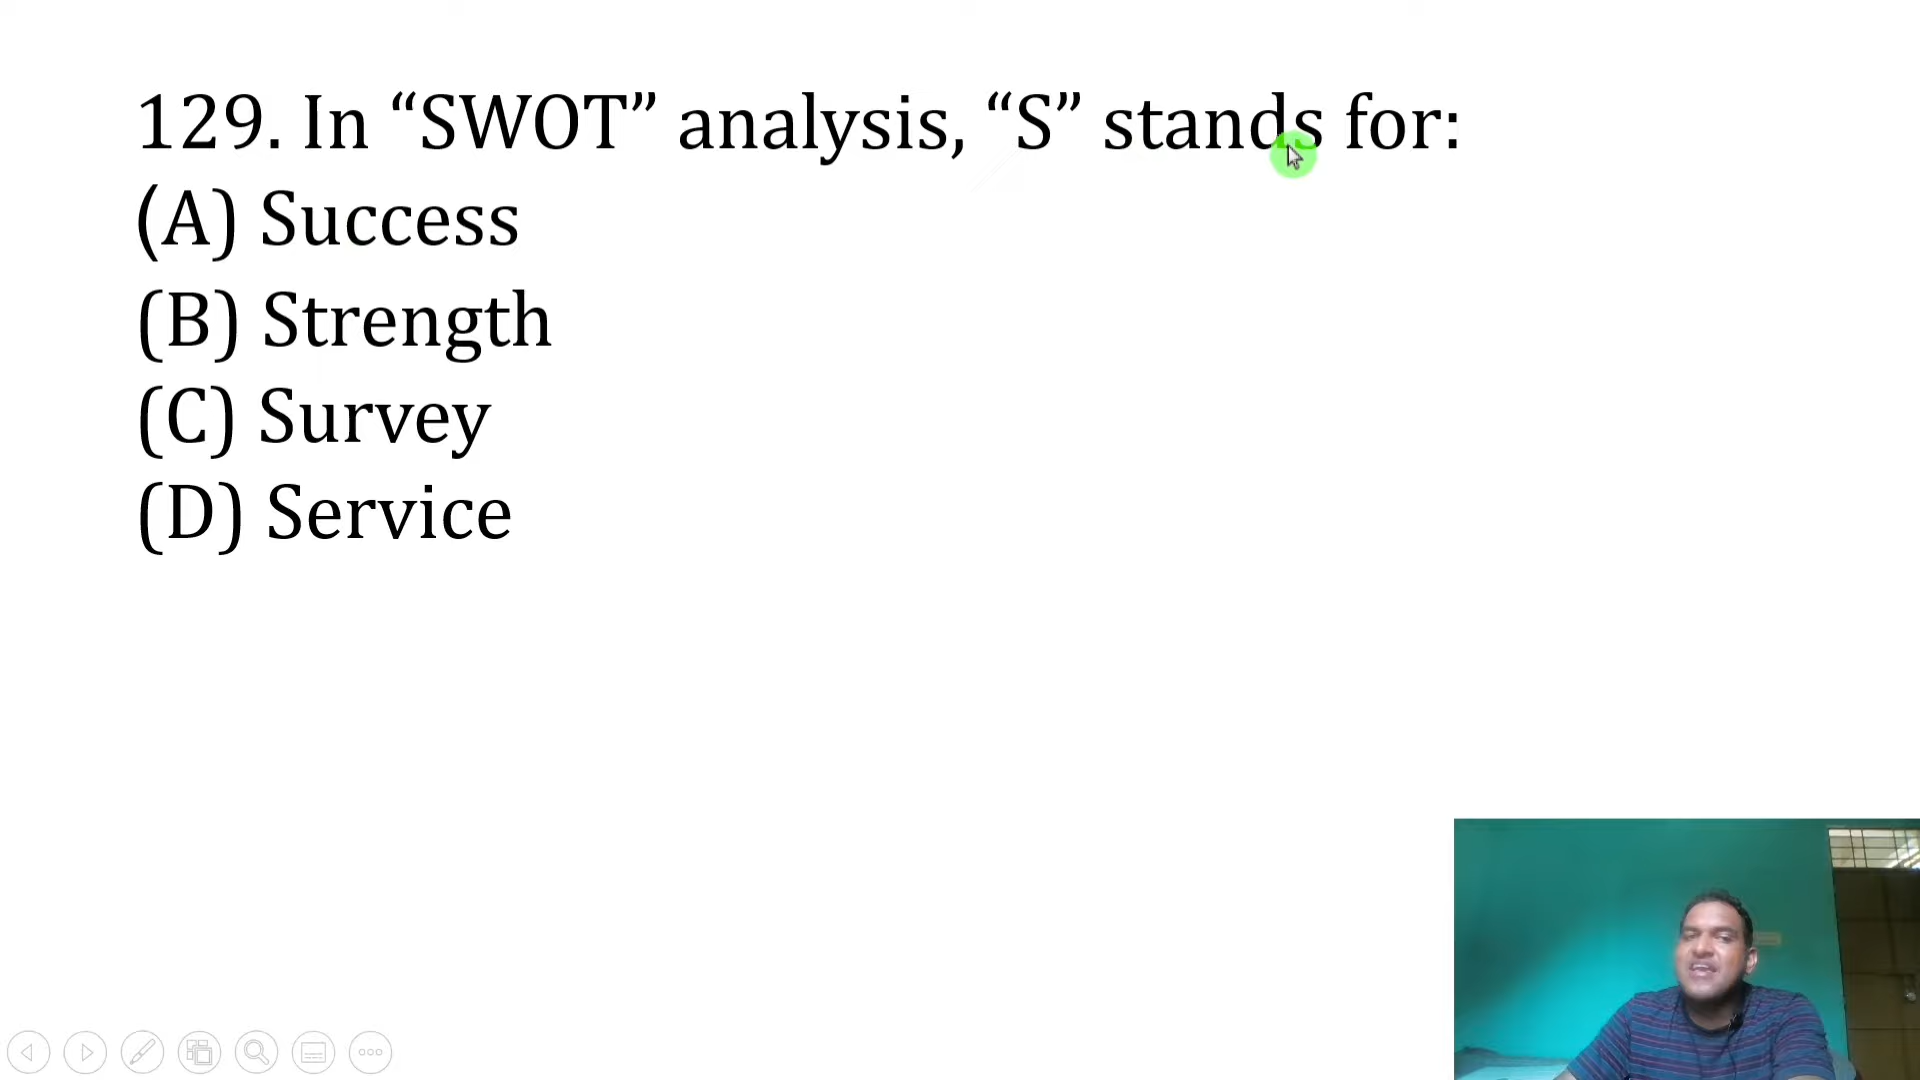 129. In “SWOT” analysis, “S” stands for:
(A) Success
(B) Strength
(C) Survey
(D) Service